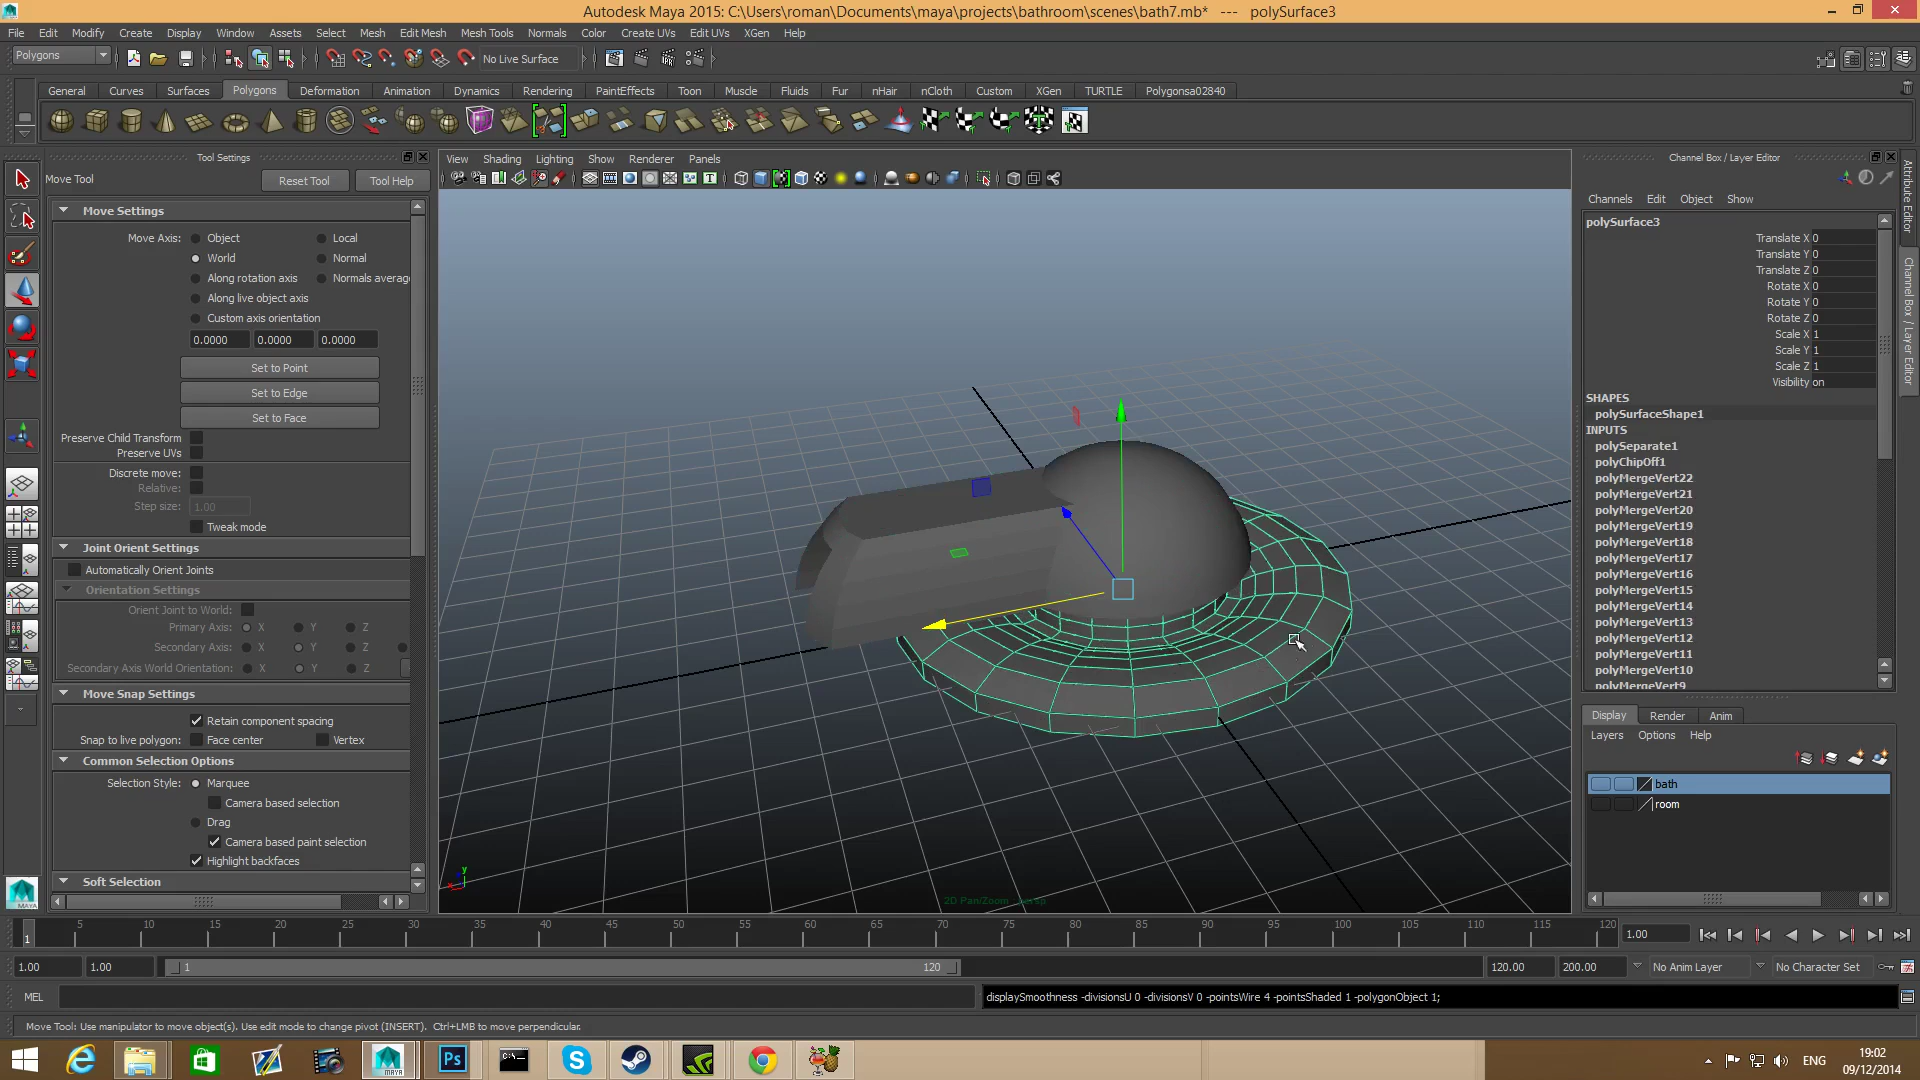 Autodesk Maya 2015: C:\Users\roman\Documents\maya\projects\bathroom\scenes\bath7.mb* --- polySurface3
File Edit Modify Create Display Window Assets Select Mesh Edit Mesh Mesh Tools Normals Color Create UVs Edit UVs XGen Help
Polygons No Live Surface
General Curves Surfaces Polygons Deformation Animation Dynamics Rendering PaintEffects Toon Muscle Fluids Fur nHair nCloth Custom XGen TURTLE Polygonsa02840
Tool Settings
Move Tool Reset Tool Tool Help
Move Settings
Move Axis: Object Local
World Normal
Along rotation axis Normals averag
Along live object axis
Custom axis orientation
0.0000 0.0000 0.0000
Set to Point
Set to Edge
Set to Face
Preserve Child Transform
Preserve UVs
Discrete move:
Relative:
Step size: 1.00
Tweak mode
Joint Orient Settings
Automatically Orient Joints
Orientation Settings
Orient Joint to World:
Primary Axis: X Y Z
Secondary Axis: X Y Z
Secondary Axis World Orientation: X Y Z
Move Snap Settings
Retain component spacing
Snap to live polygon: Face center Vertex
Common Selection Options
Selection Style: Marquee
Camera based selection
Drag
Camera based paint selection
Highlight backfaces
Soft Selection
MAYA
View Shading Lighting Show Renderer Panels
2D Pan/Zoom persp
y
Channel Box / Layer Editor
Channels Edit Object Show
polySurface3
Translate X 0
Translate Y 0
Translate Z 0
Rotate X 0
Rotate Y 0
Rotate Z 0
Scale X 1
Scale Y 1
Scale Z 1
Visibility on
SHAPES
polySurfaceShape1
INPUTS
polySeparate1
polyChipOff1
polyMergeVert22
polyMergeVert21
polyMergeVert20
polyMergeVert19
polyMergeVert18
polyMergeVert17
polyMergeVert16
polyMergeVert15
polyMergeVert14
polyMergeVert13
polyMergeVert12
polyMergeVert11
polyMergeVert10
polyMergeVert9
Display Render Anim
Layers Options Help
bath
room
Attribute Editor
Channel Box / Layer Editor
1 5 10 15 20 25 30 35 40 45 50 55 60 65 70 75 80 85 90 95 100 105 110 115 120 1.00
1.00 1.00 1 120 120.00 200.00 No Anim Layer No Character Set
MEL displaySmoothness -divisionsU 0 -divisionsV 0 -pointsWire 4 -pointsShaded 1 -polygonObject 1;
Move Tool: Use manipulator to move object(s). Use edit mode to change pivot (INSERT). Ctrl+LMB to move perpendicular.
MAYA Ps ENG 19:02
09/12/2014